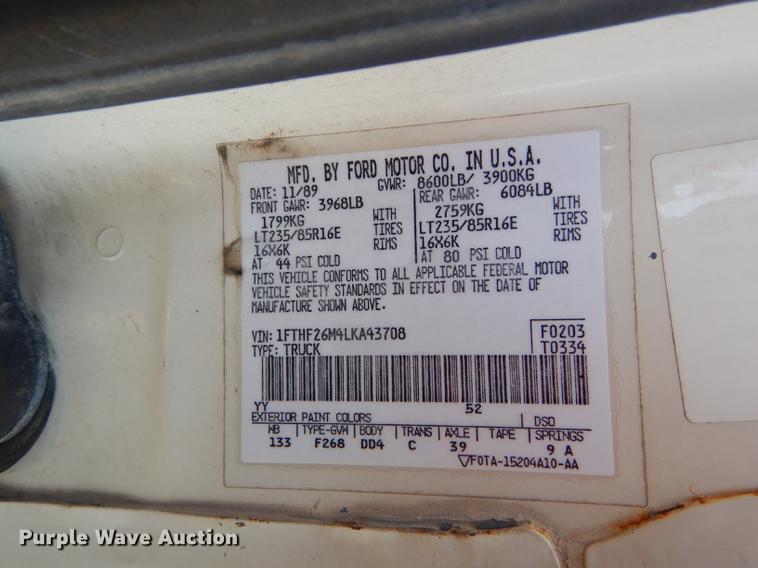 MFD. BY FORD MOTOR CO. IN U.S.A.
DATE: 11/89 GVWR: 8600LB/ 3900KG
FRONT GAWR: 3968LB REAR GAWR: 6084LB
1799KG WITH 2759KG WITH
LT235/85R16E TIRES LT235/85R16E TIRES
16X6K RIMS 16X6K RIMS
AT 44 PSI COLD AT 80 PSI COLD
THIS VEHICLE CONFORMS TO ALL APPLICABLE FEDERAL MOTOR
VEHICLE SAFETY STANDARDS IN EFFECT ON THE DATE OF
MANUFACTURE SHOWN ABOVE.
VIN: 1FTHF26M4LKA43708 F0203
TYPE: TRUCK T0334
YY 52
EXTERIOR PAINT COLORS DSO
WB TYPE-GVW BODY TRANS AXLE TAPE SPRINGS
133 F268 DD4 C 39 9 A
F0TA-15204A10-AA
Purple Wave Auction